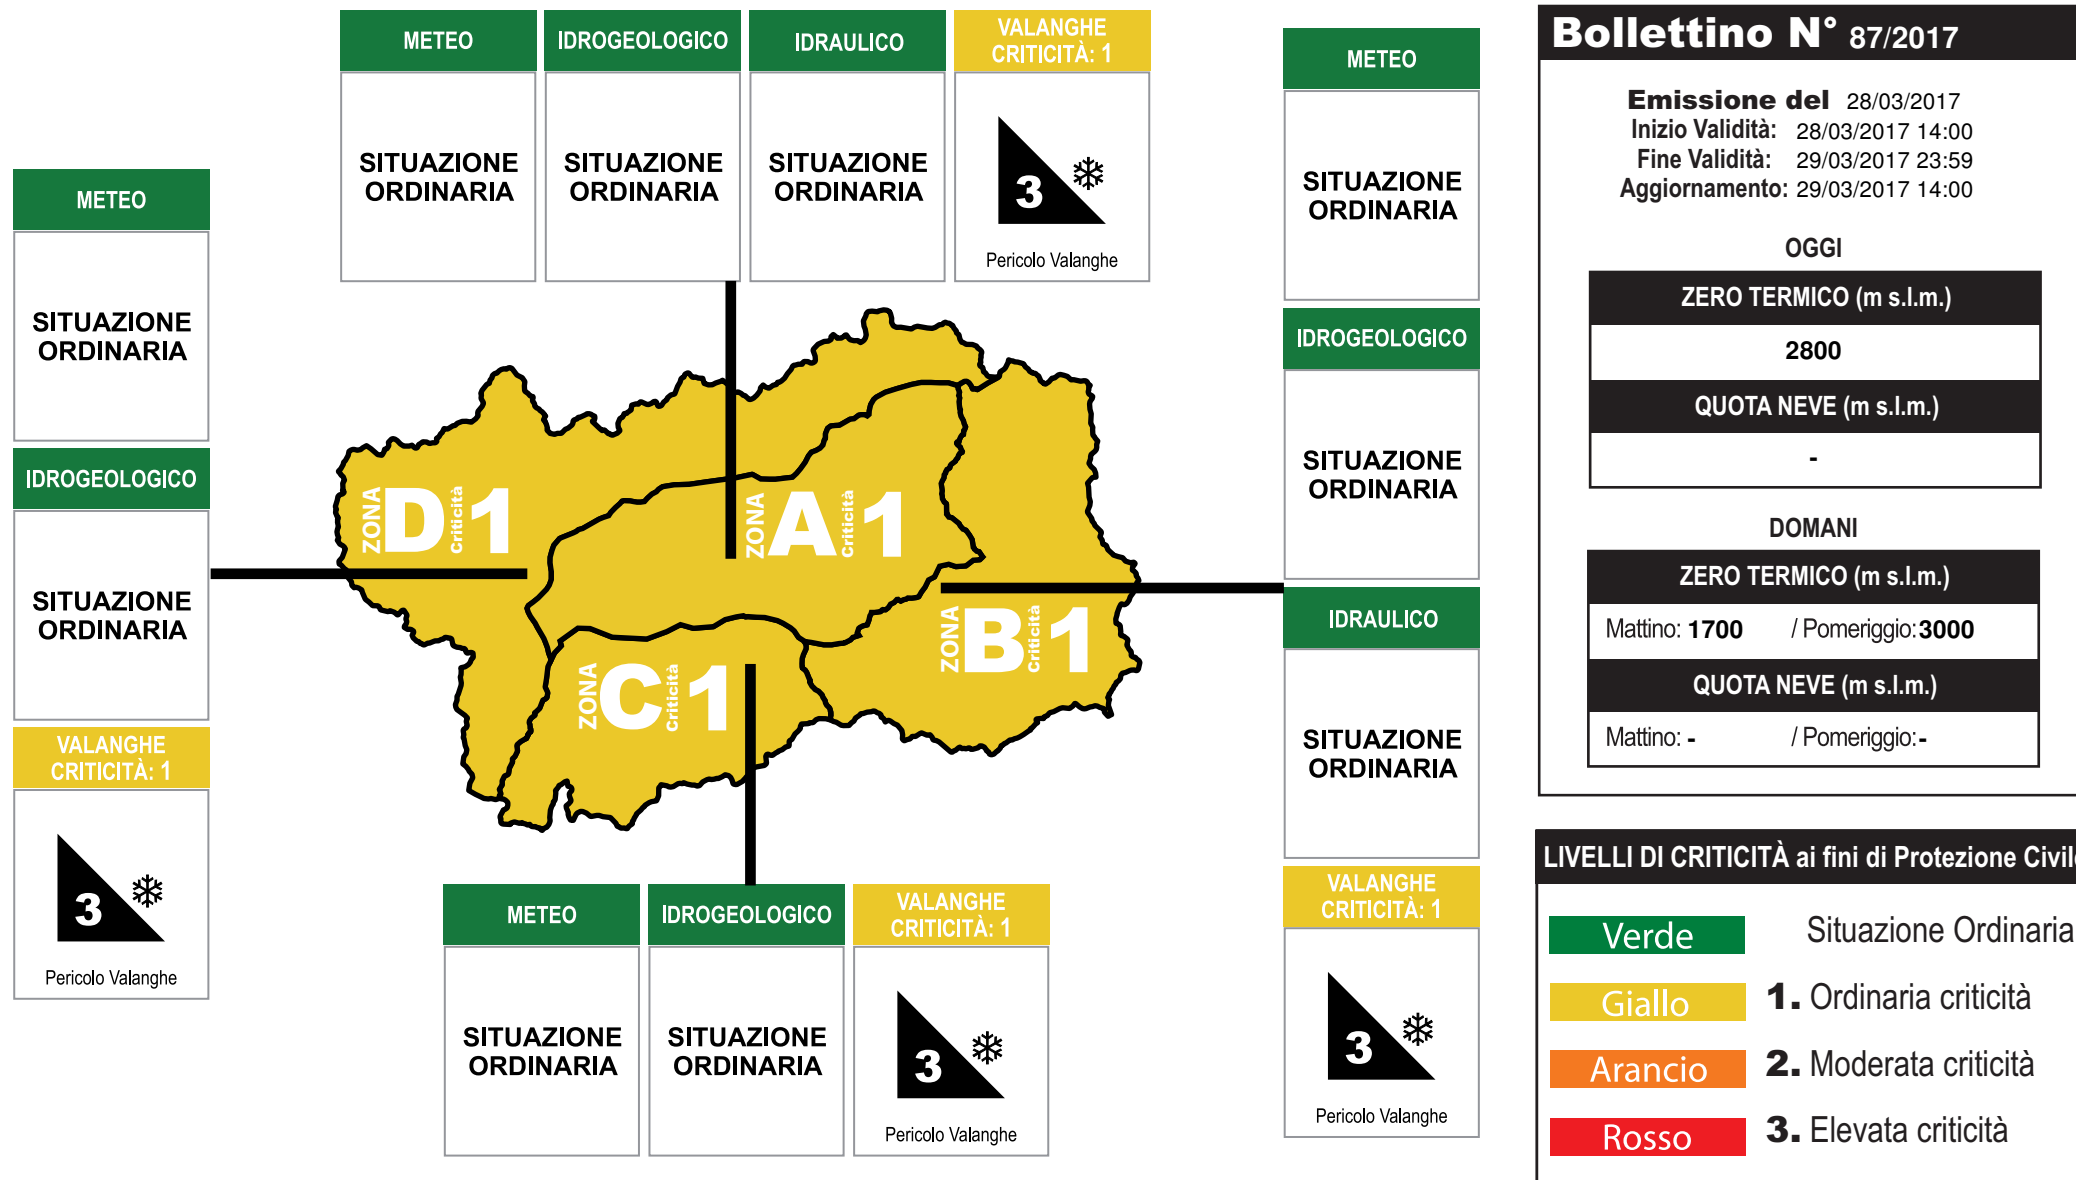 METEO
IDROGEOLOGICO
IDRAULICO
VALANGHE
CRITICITÀ: 1
SITUAZIONE
ORDINARIA
SITUAZIONE
ORDINARIA
SITUAZIONE
ORDINARIA
3
Pericolo Valanghe
METEO
SITUAZIONE
ORDINARIA
IDROGEOLOGICO
SITUAZIONE
ORDINARIA
VALANGHE
CRITICITÀ: 1
3
Pericolo Valanghe
ZONA D Criticità 1
ZONA A Criticità 1
ZONA B Criticità 1
ZONA C Criticità 1
METEO
IDROGEOLOGICO
VALANGHE
CRITICITÀ: 1
SITUAZIONE
ORDINARIA
SITUAZIONE
ORDINARIA
3
Pericolo Valanghe
METEO
SITUAZIONE
ORDINARIA
IDROGEOLOGICO
SITUAZIONE
ORDINARIA
IDRAULICO
SITUAZIONE
ORDINARIA
VALANGHE
CRITICITÀ: 1
3
Pericolo Valanghe
Bollettino N° 87/2017
Emissione del 28/03/2017
Inizio Validità: 28/03/2017 14:00
Fine Validità: 29/03/2017 23:59
Aggiornamento: 29/03/2017 14:00
OGGI
ZERO TERMICO (m s.l.m.)
2800
QUOTA NEVE (m s.l.m.)
-
DOMANI
ZERO TERMICO (m s.l.m.)
Mattino: 1700 / Pomeriggio: 3000
QUOTA NEVE (m s.l.m.)
Mattino: - / Pomeriggio: -
LIVELLI DI CRITICITÀ ai fini di Protezione Civil
Verde Situazione Ordinaria
Giallo 1. Ordinaria criticità
Arancio 2. Moderata criticità
Rosso 3. Elevata criticità